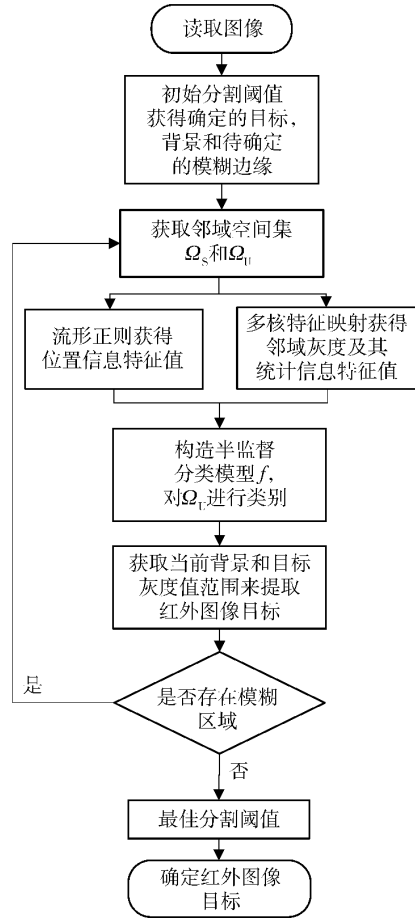 读取图像
初始分割阈值
获得确定的目标,
背景和待确定
的模糊边缘
获取邻域空间集
Ω_S和Ω_U
流形正则获得
位置信息特征值
多核特征映射获得
邻域灰度及其
统计信息特征值
构造半监督
分类模型f,
对Ω_U进行类别
获取当前背景和目标
灰度值范围来提取
红外图像目标
是
是否存在模糊
区域
否
最佳分割阈值
确定红外图像
目标